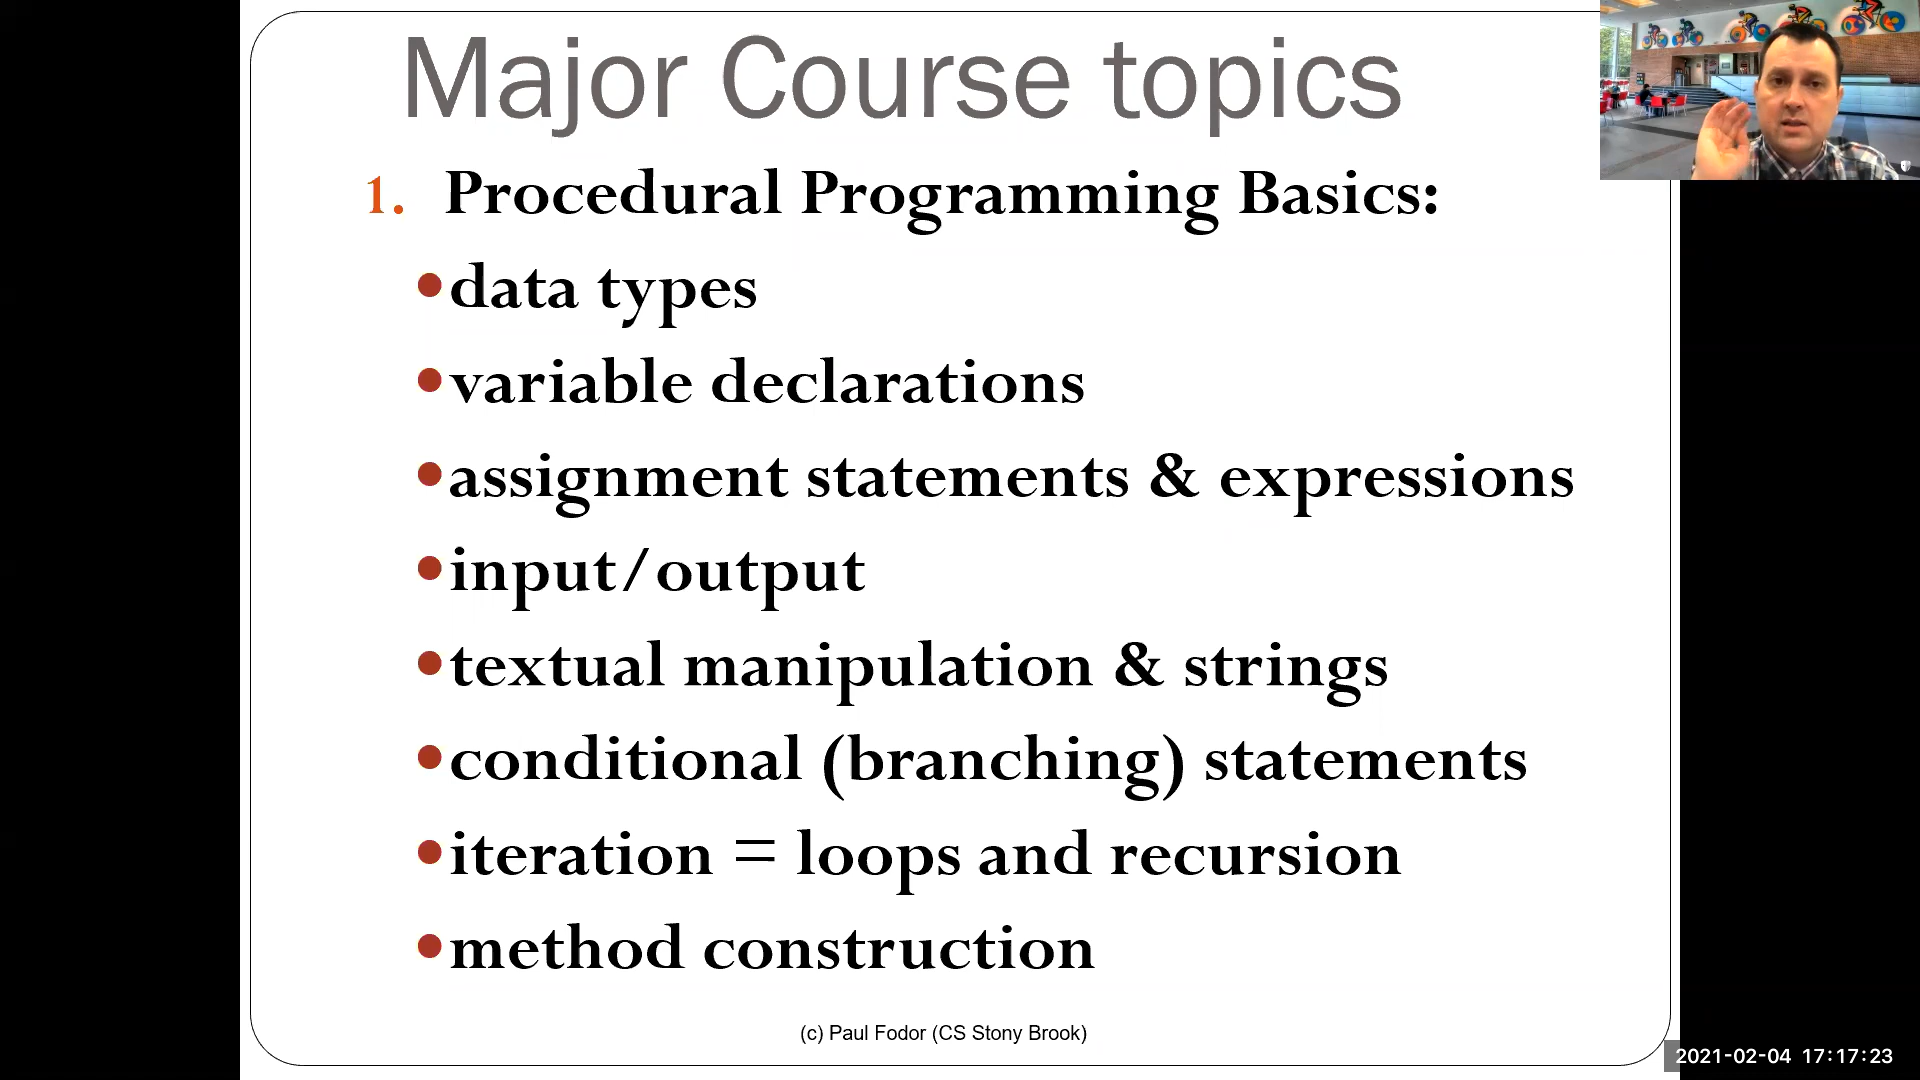 Major Course topics
1. Procedural Programming Basics:
•data types
•variable declarations
•assignment statements & expressions
•input/output
•textual manipulation & strings
•conditional (branching) statements
•iteration = loops and recursion
•method construction
(c) Paul Fodor (CS Stony Brook)
2021-02-04 17:17:23